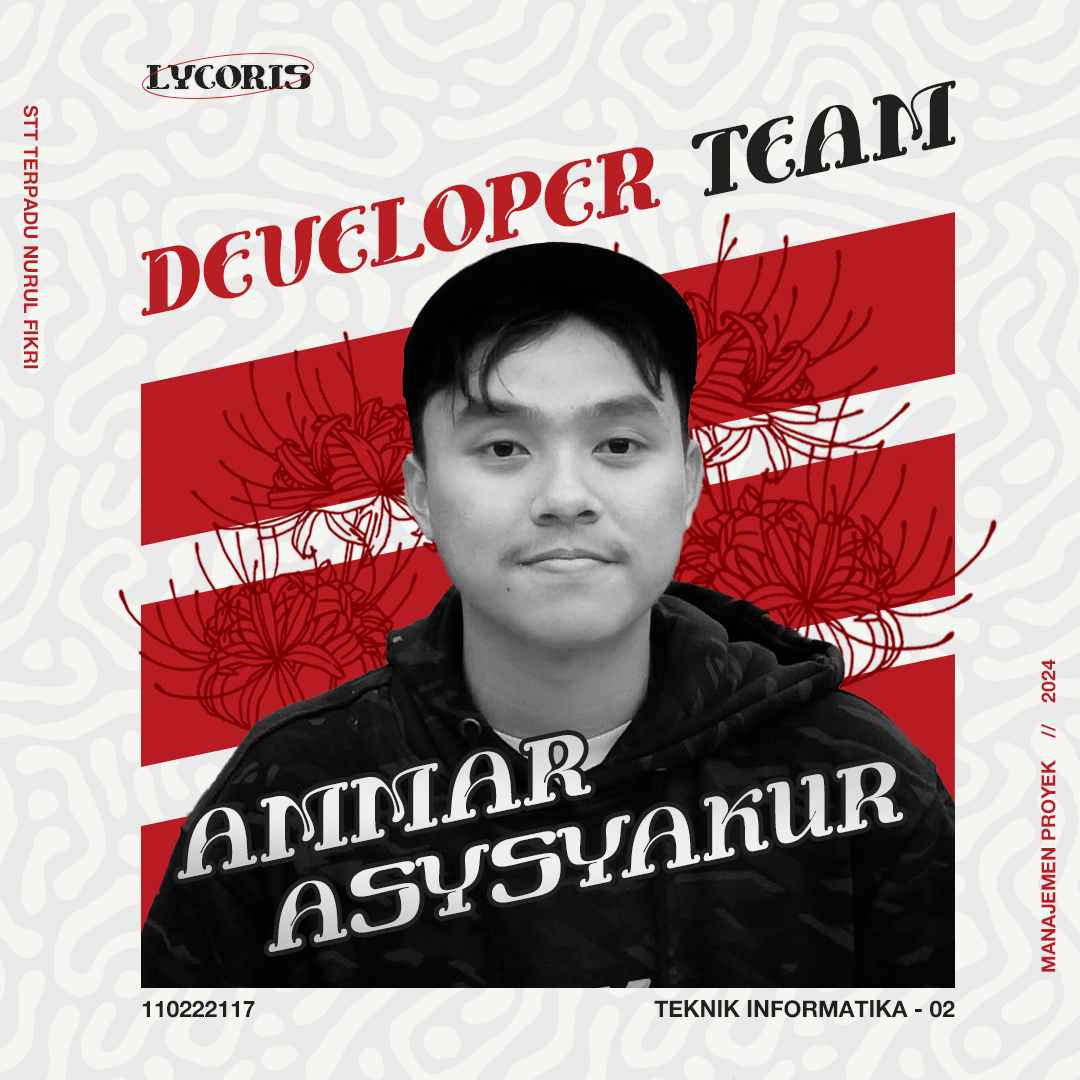 LYCORIS
STT TERPADU NURUL FIKRI
DEVELOPER TEAM
AMMAR
ASYSYAKUR
MANAJEMEN PROYEK // 2024
110222117
TEKNIK INFORMATIKA - 02